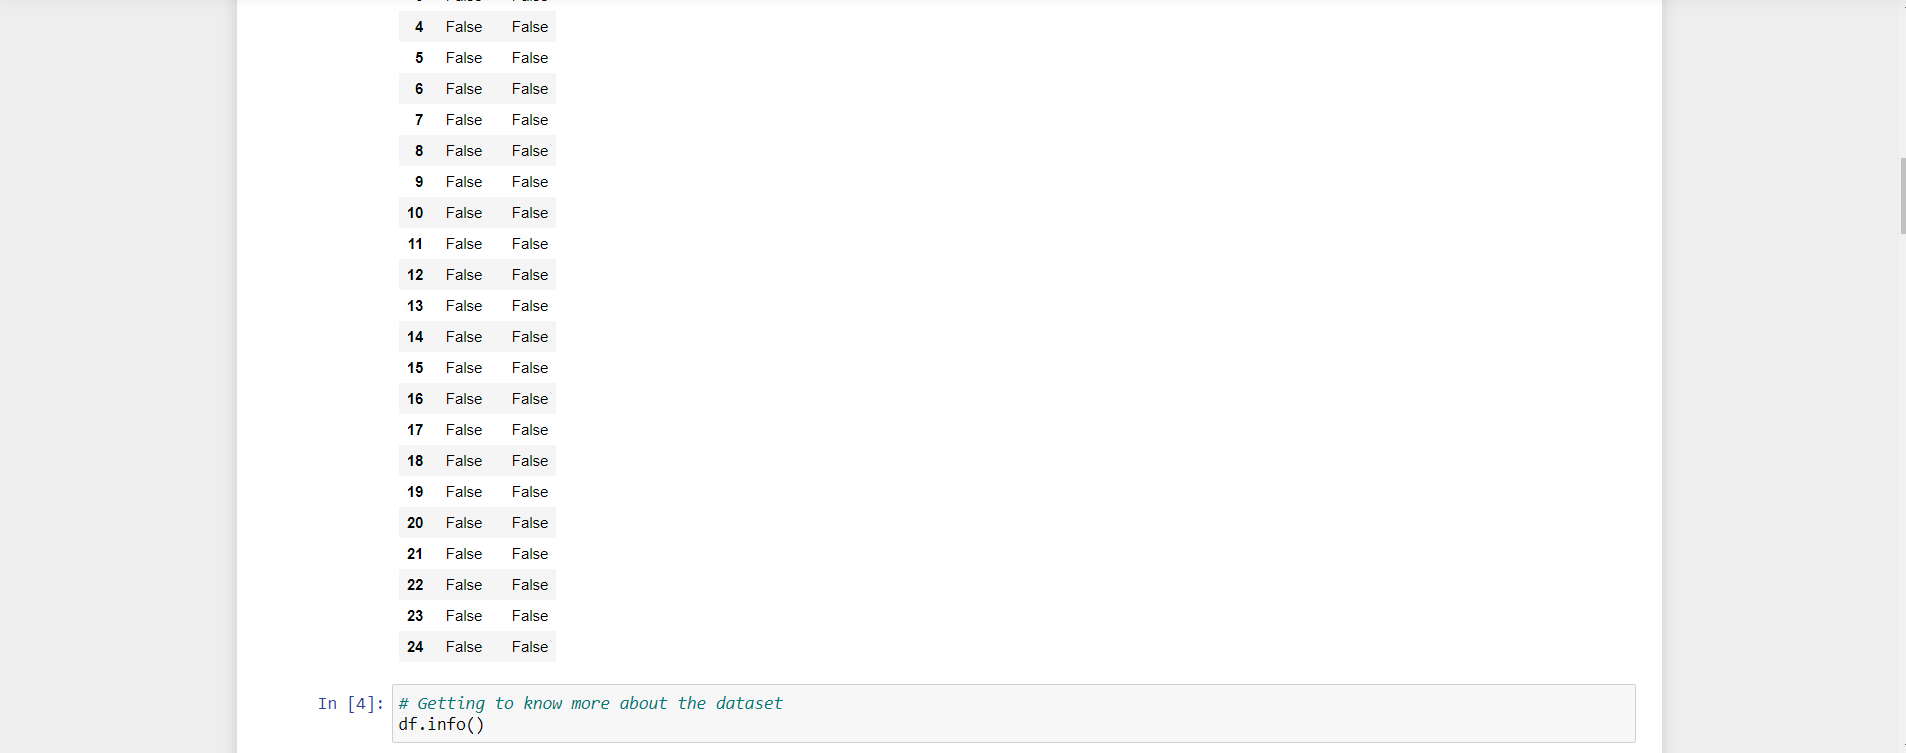 4 False False
5 False False
6 False False
7 False False
8 False False
9 False False
10 False False
11 False False
12 False False
13 False False
14 False False
15 False False
16 False False
17 False False
18 False False
19 False False
20 False False
21 False False
22 False False
23 False False
24 False False
In [4]: # Getting to know more about the dataset
df.info()